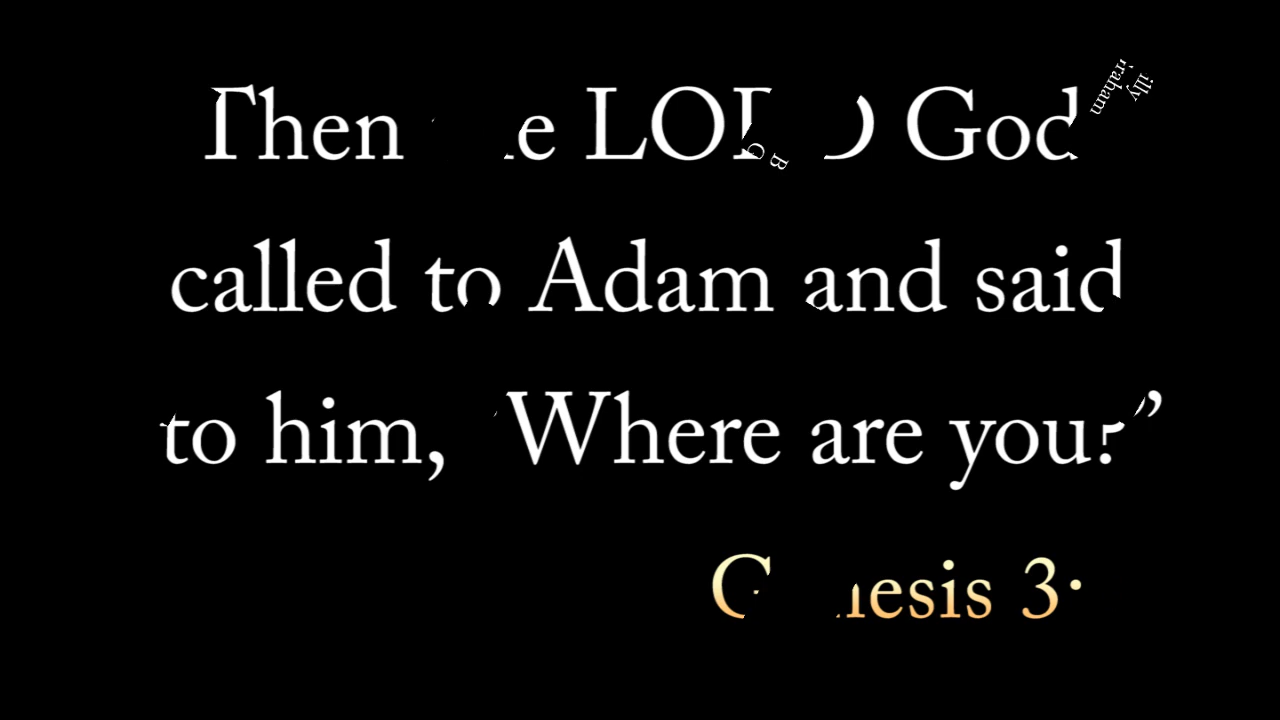 Then the LORD God
called to Adam and said
to him, "Where are you?"
Genesis 3: